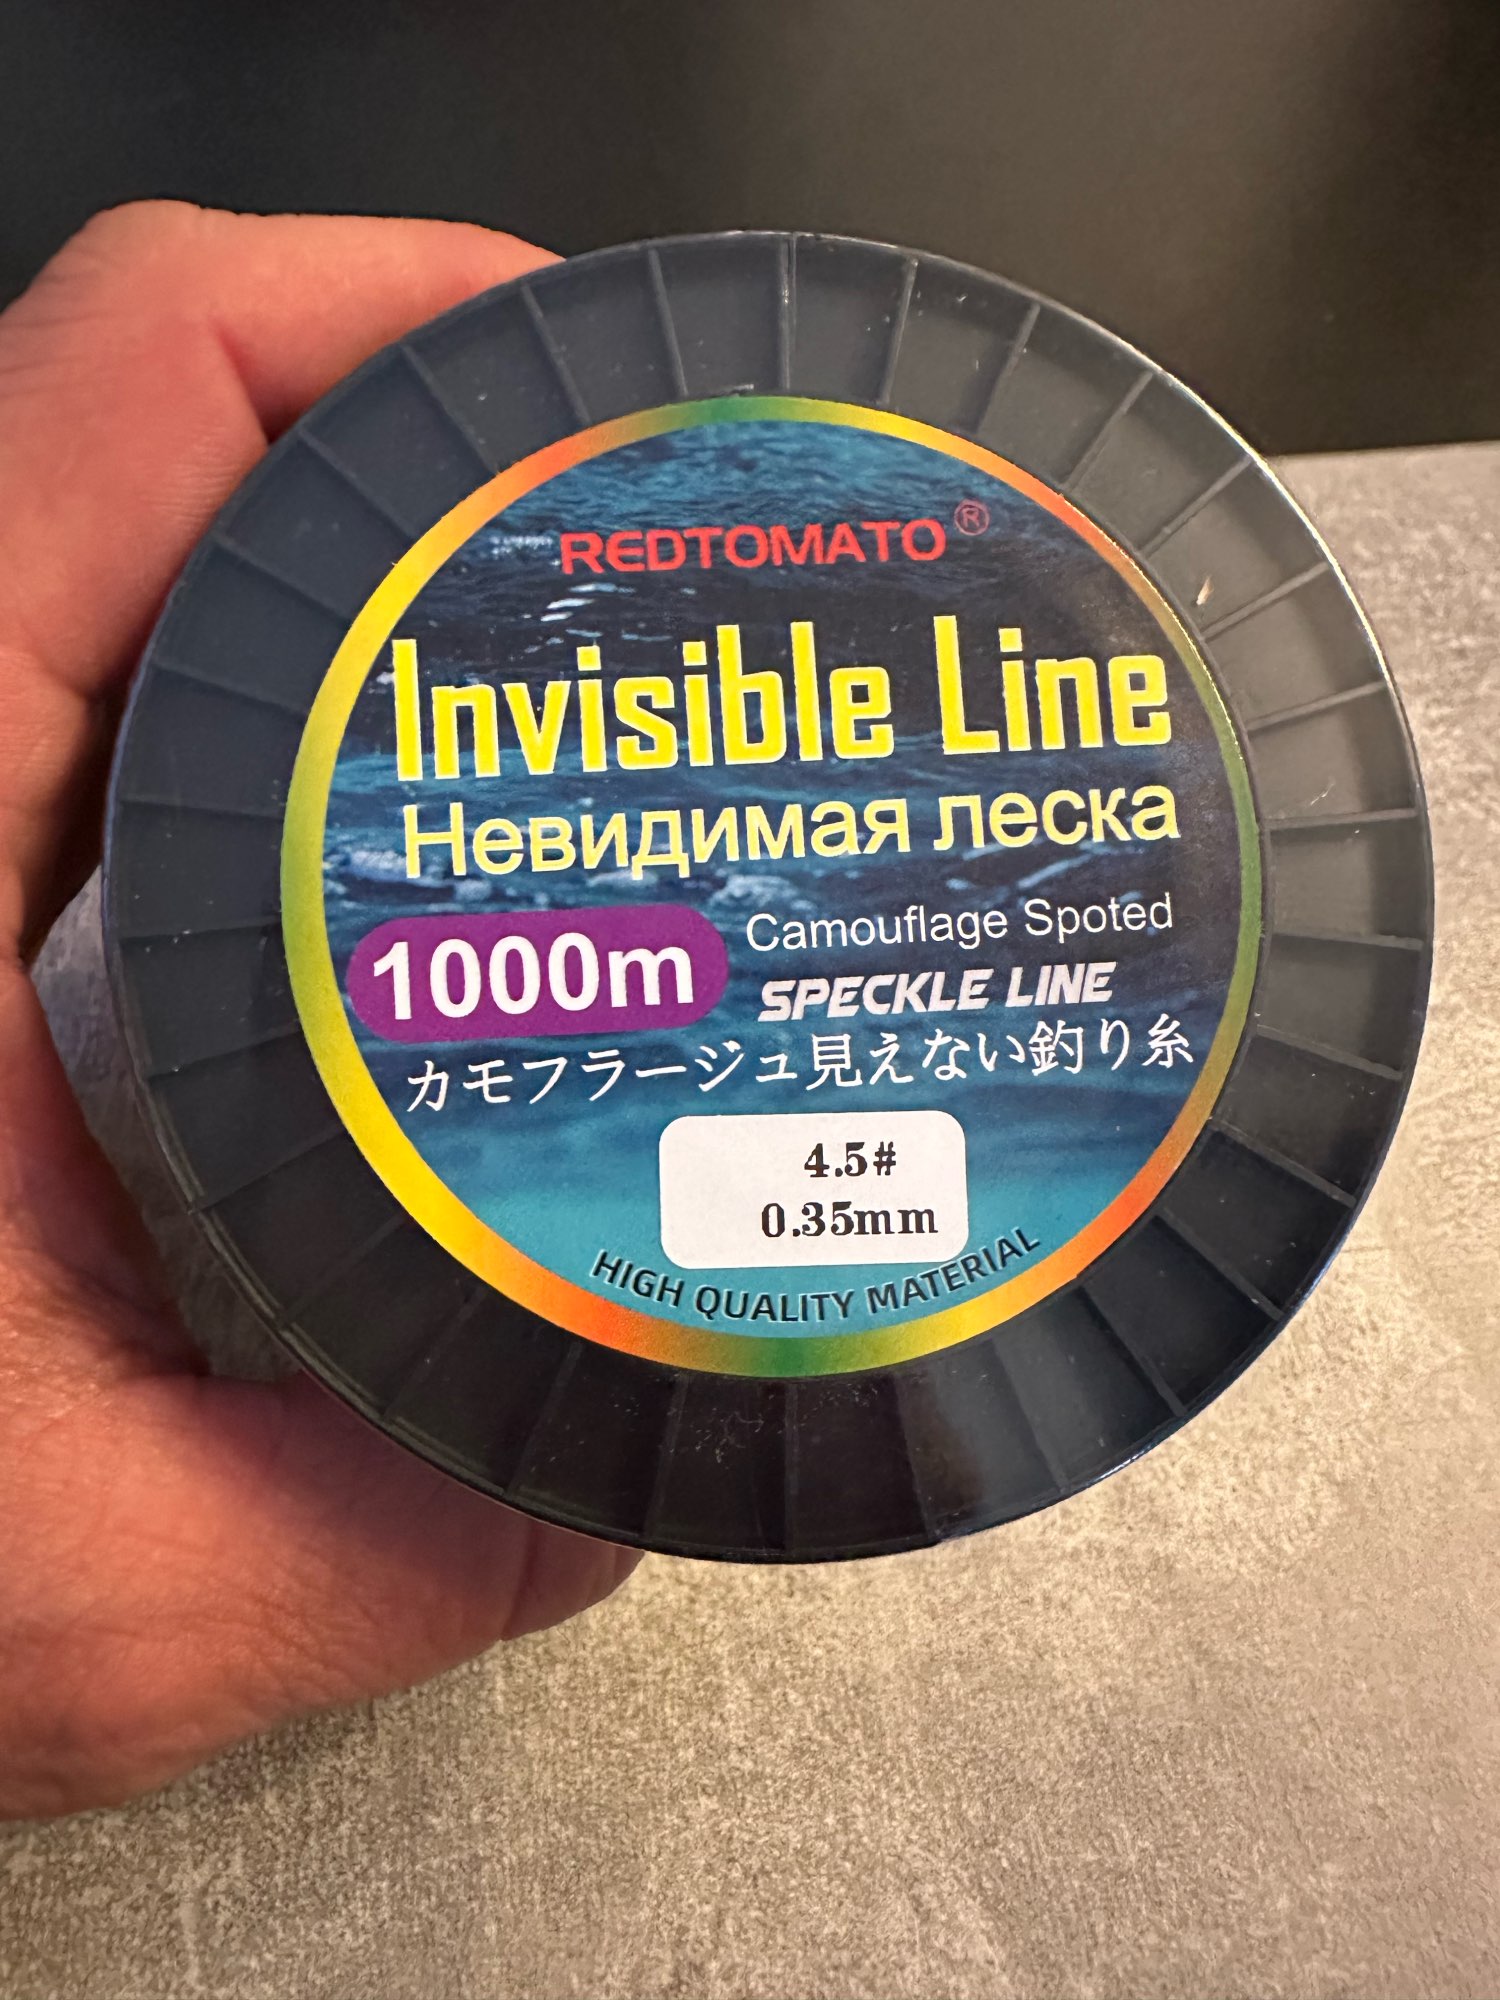 REDTOMATO®
Invisible Line
Невидимая леска
1000m
Camouflage Spoted
SPECKLE LINE
カモフラージュ見えない釣り糸
4.5#
0.35mm
HIGH QUALITY MATERIAL